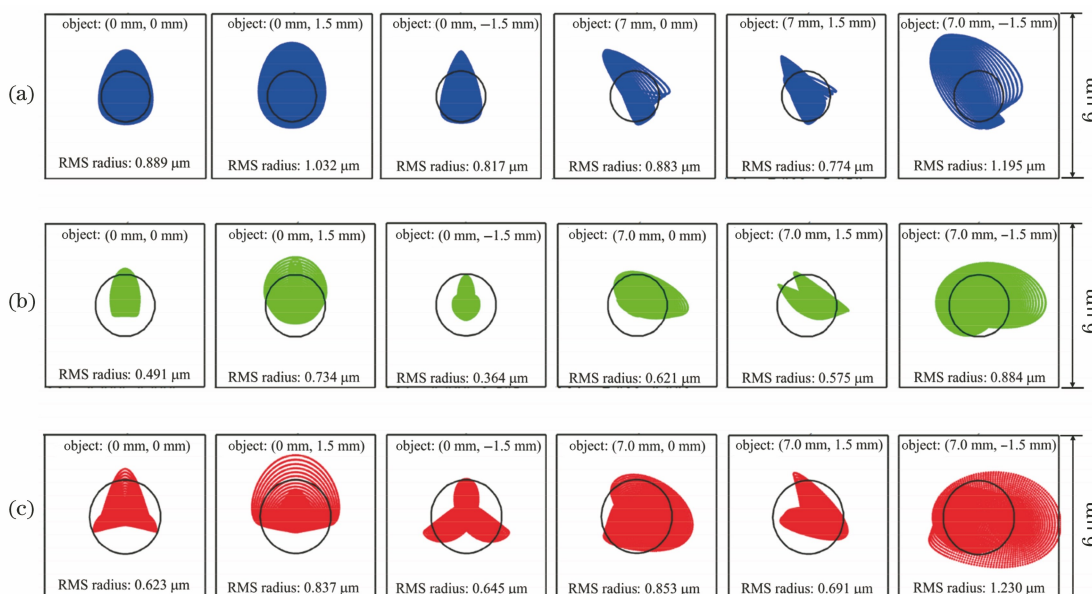 object: (0 mm, 0 mm)
object: (0 mm, 1.5 mm)
object: (0 mm, −1.5 mm)
object: (7 mm, 0 mm)
object: (7 mm, 1.5 mm)
object: (7.0 mm, −1.5 mm)
(a)
6 μm
RMS radius: 0.889 μm
RMS radius: 1.032 μm
RMS radius: 0.817 μm
RMS radius: 0.883 μm
RMS radius: 0.774 μm
RMS radius: 1.195 μm
object: (0 mm, 0 mm)
object: (0 mm, 1.5 mm)
object: (0 mm, −1.5 mm)
object: (7.0 mm, 0 mm)
object: (7.0 mm, 1.5 mm)
object: (7.0 mm, −1.5 mm)
(b)
6 μm
RMS radius: 0.491 μm
RMS radius: 0.734 μm
RMS radius: 0.364 μm
RMS radius: 0.621 μm
RMS radius: 0.575 μm
RMS radius: 0.884 μm
object: (0 mm, 0 mm)
object: (0 mm, 1.5 mm)
object: (0 mm, −1.5 mm)
object: (7.0 mm, 0 mm)
object: (7.0 mm, 1.5 mm)
object: (7.0 mm, −1.5 mm)
(c)
6 μm
RMS radius: 0.623 μm
RMS radius: 0.837 μm
RMS radius: 0.645 μm
RMS radius: 0.853 μm
RMS radius: 0.691 μm
RMS radius: 1.230 μm